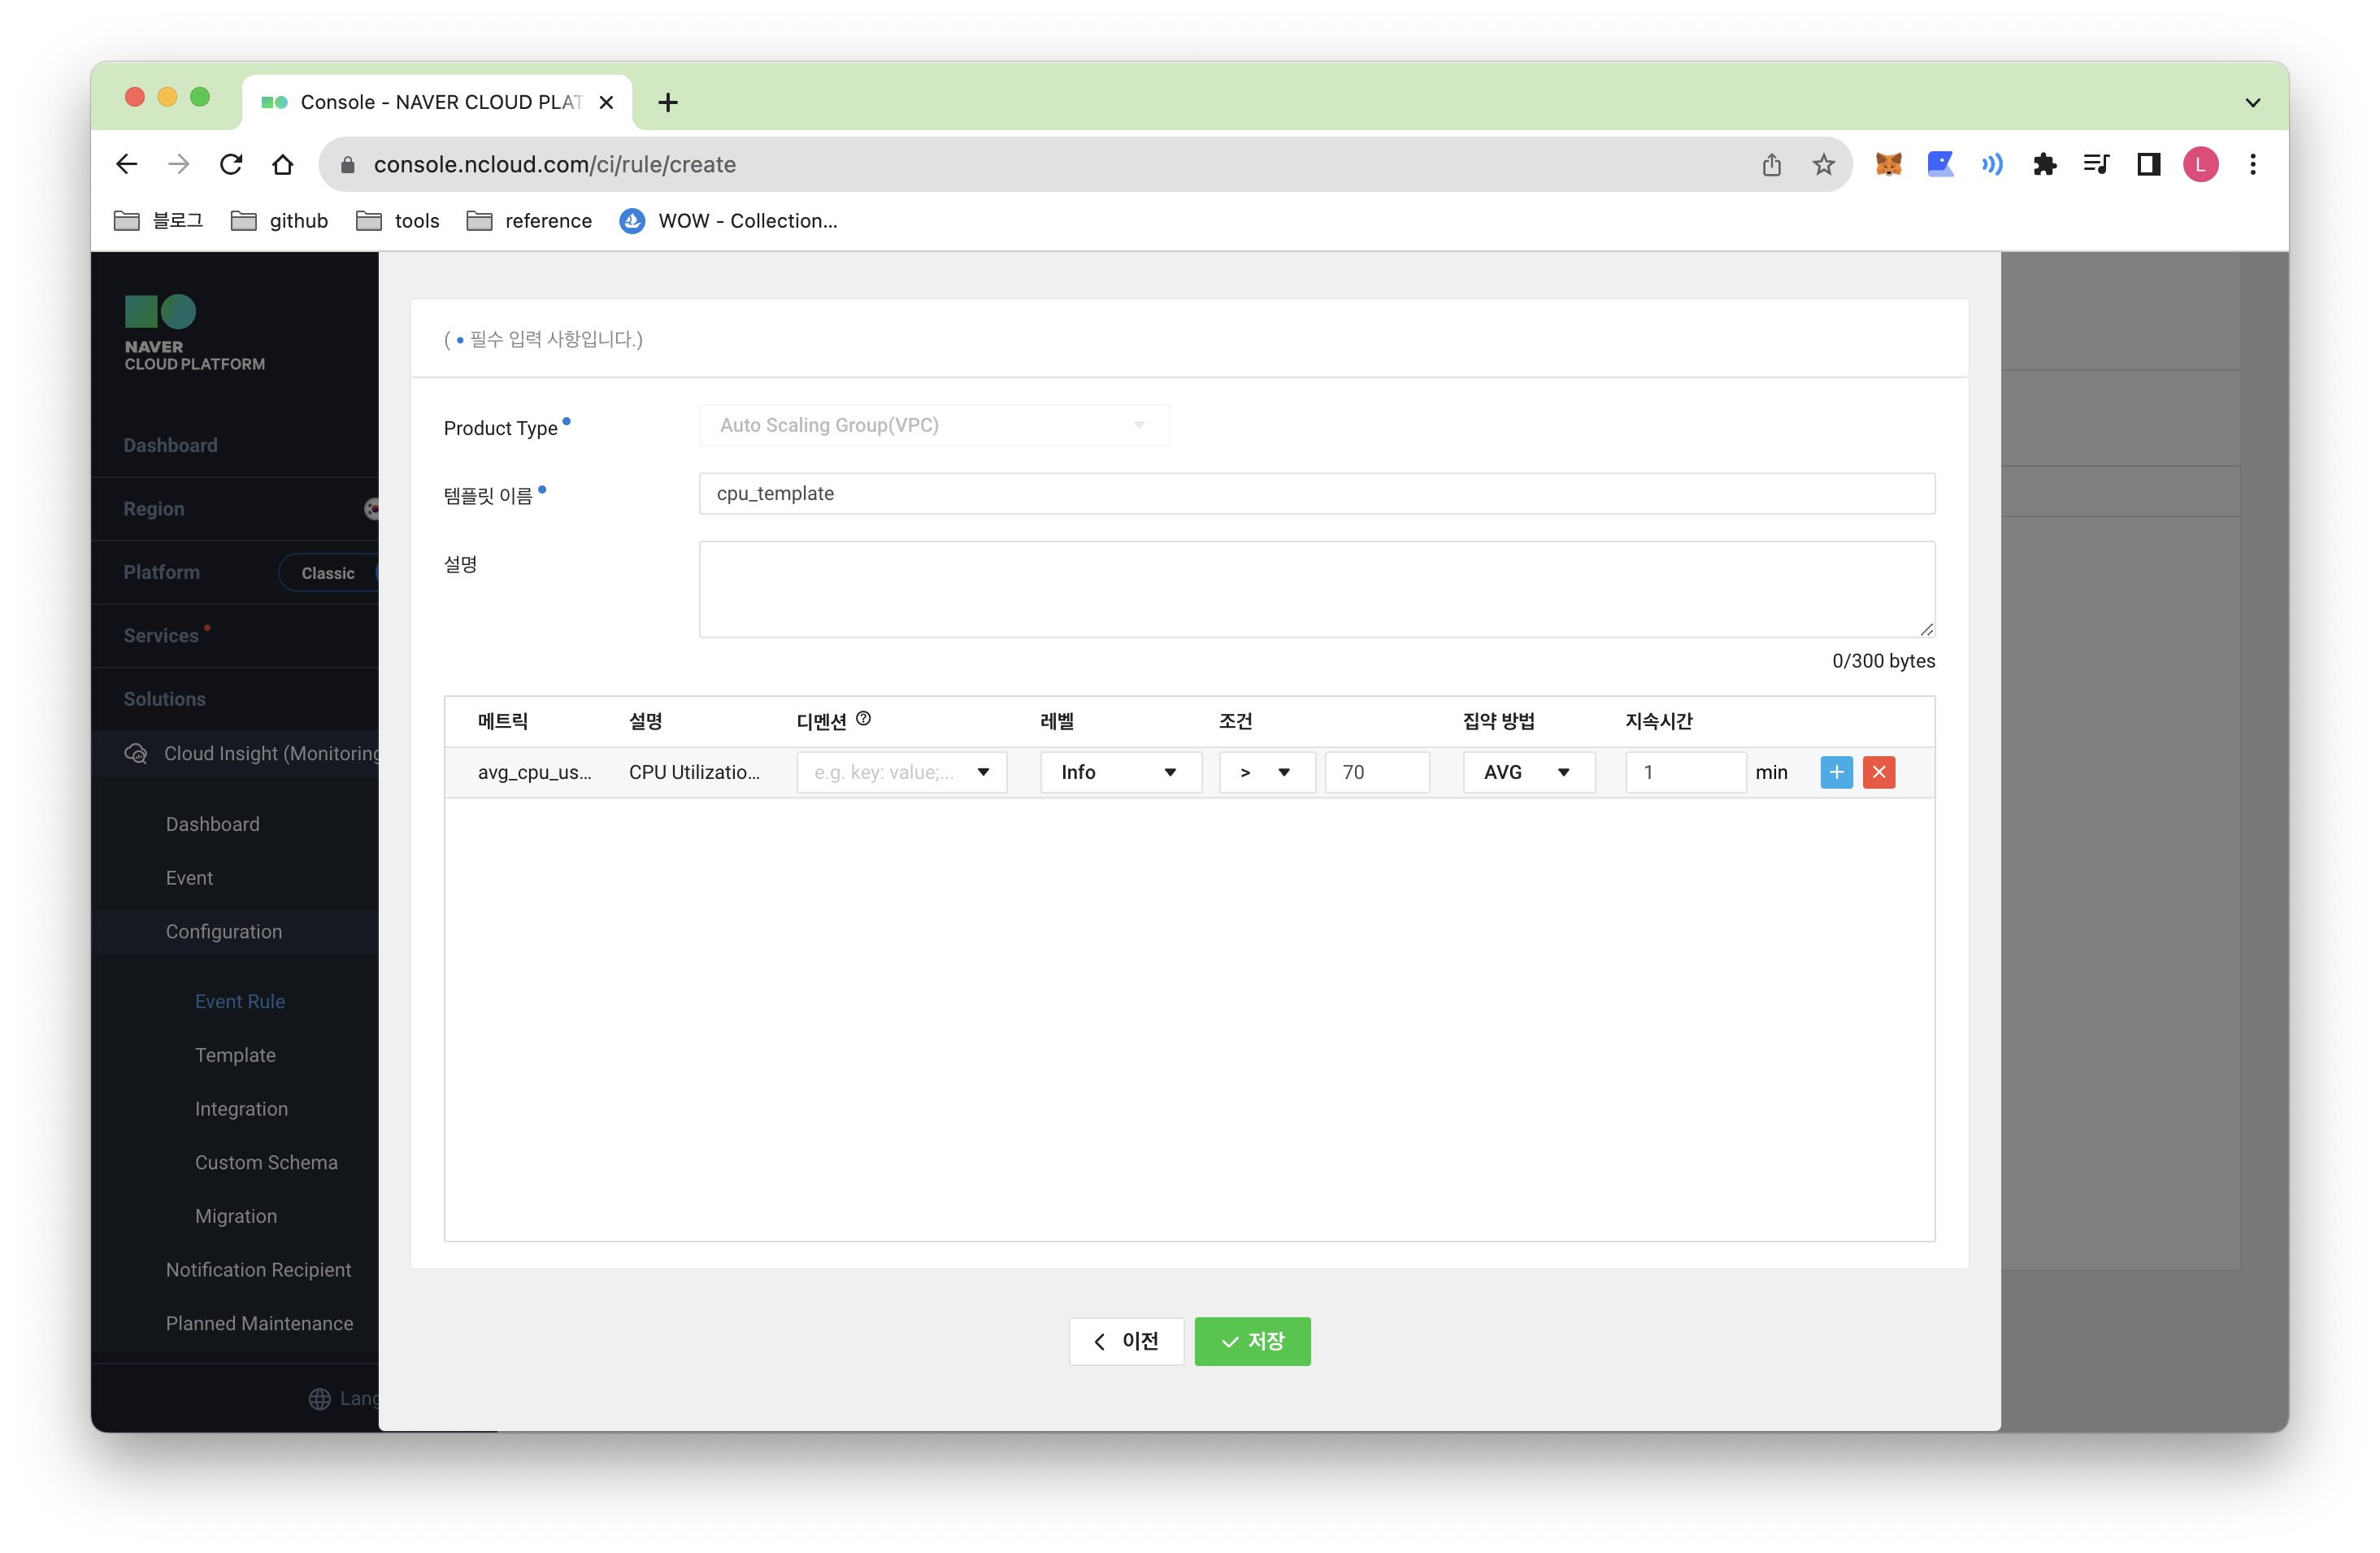 Console - NAVER CLOUD PLAT
console.ncloud.com/ci/rule/create
L
블로그
github
tools
reference
WOW - Collection...
NAVER
CLOUD PLATFORM
Dashboard
Region
Platform
Classic
Services
Solutions
Cloud Insight (Monitoring
Dashboard
Event
Configuration
Event Rule
Template
Integration
Custom Schema
Migration
Notification Recipient
Planned Maintenance
Lang
( • 필수 입력 사항입니다.)
Product Type
Auto Scaling Group(VPC)
템플릿 이름
cpu_template
설명
0/300 bytes
메트릭 설명 디멘션 레벨 조건 집약 방법 지속시간
avg_cpu_us... CPU Utilizatio... e.g. key: value;... Info > 70 AVG 1 min
이전
저장